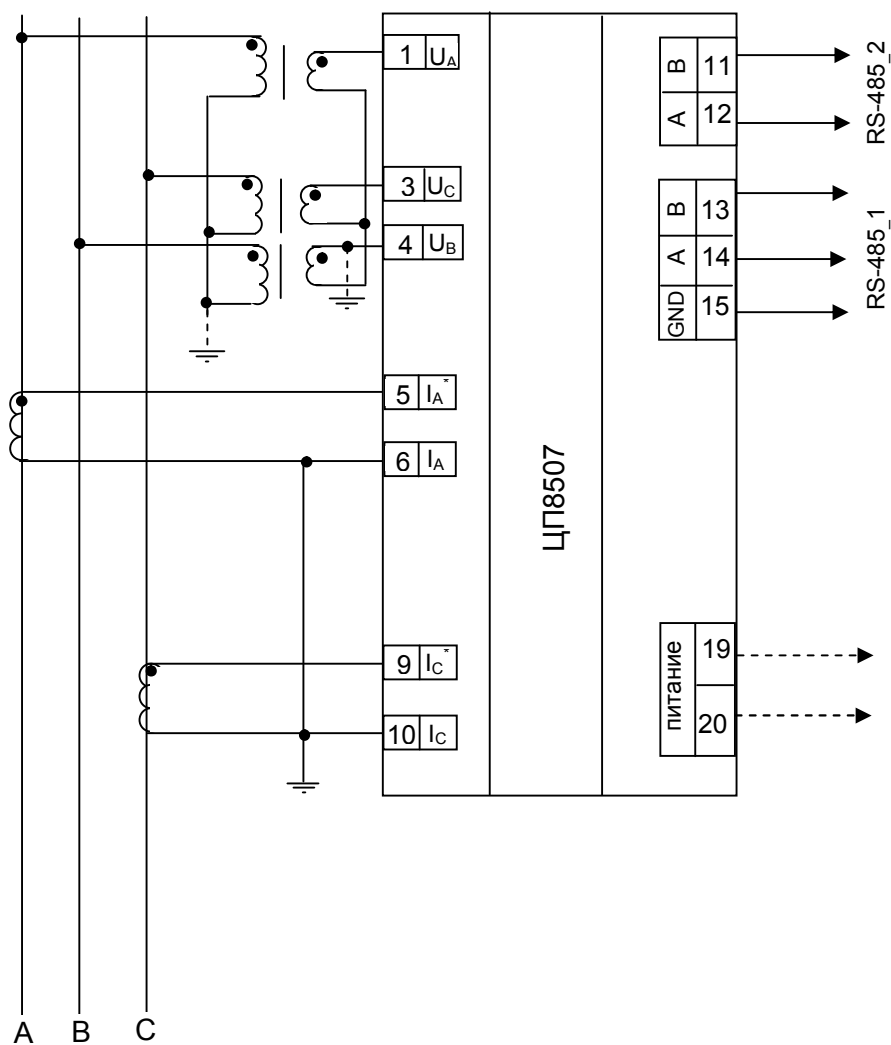 1 UA
3 UC
4 UB
5 IA*
6 IA
9 IC*
10 IC
ЦП8507
B 11
A 12
RS-485_2
B 13
A 14
GND 15
RS-485_1
питание 19
20
A B C